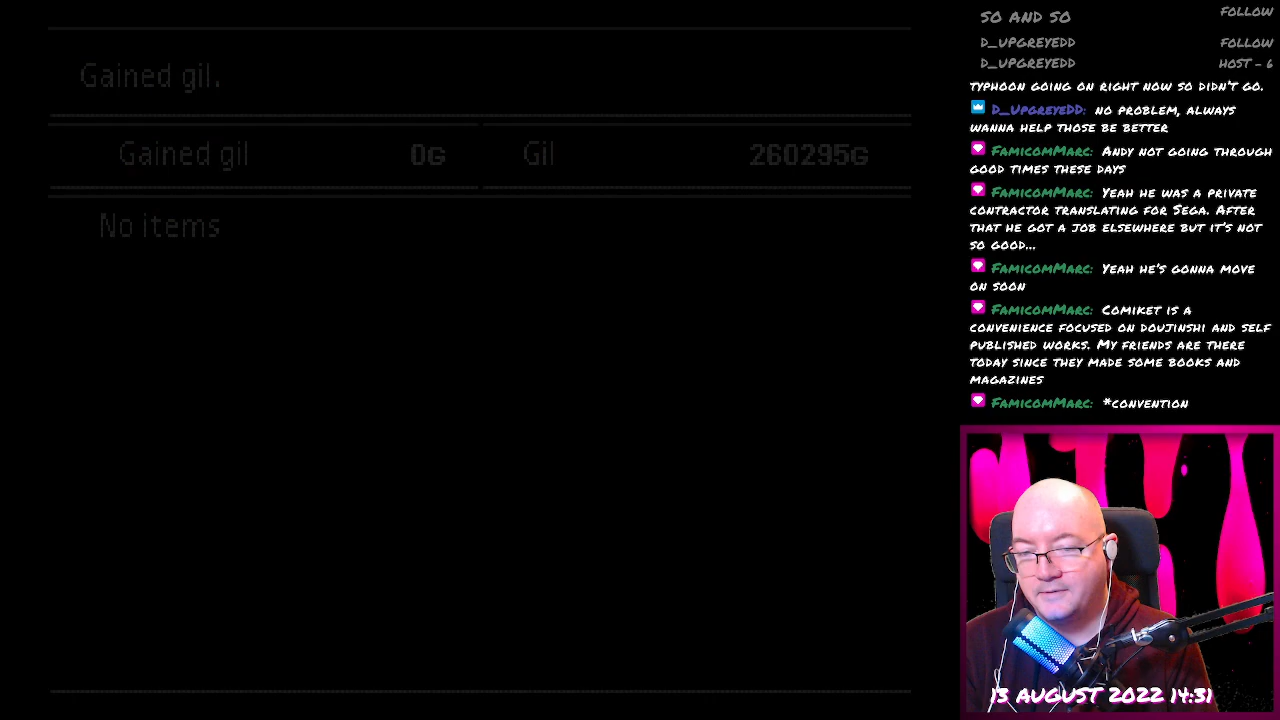 Gained gil.
Gained gil 0G Gil 260295G
No items
SO AND SO FOLLOW
D_UPGREYEDD FOLLOW
D_UPGREYEDD HOST - 6
TYPHOON GOING ON RIGHT NOW SO DIDN'T GO.
D_UPGREYEDD: NO PROBLEM, ALWAYS
WANNA HELP THOSE BE BETTER
FAMICOMMARC: ANDY NOT GOING THROUGH
GOOD TIMES THESE DAYS
FAMICOMMARC: YEAH HE WAS A PRIVATE
CONTRACTOR TRANSLATING FOR SEGA. AFTER
THAT HE GOT A JOB ELSEWHERE BUT IT'S NOT
SO GOOD...
FAMICOMMARC: YEAH HE'S GONNA MOVE
ON SOON
FAMICOMMARC: COMIKET IS A
CONVENIENCE FOCUSED ON DOUJINSHI AND SELF
PUBLISHED WORKS. MY FRIENDS ARE THERE
TODAY SINCE THEY MADE SOME BOOKS AND
MAGAZINES
FAMICOMMARC: *CONVENTION
13 AUGUST 2022 14:31